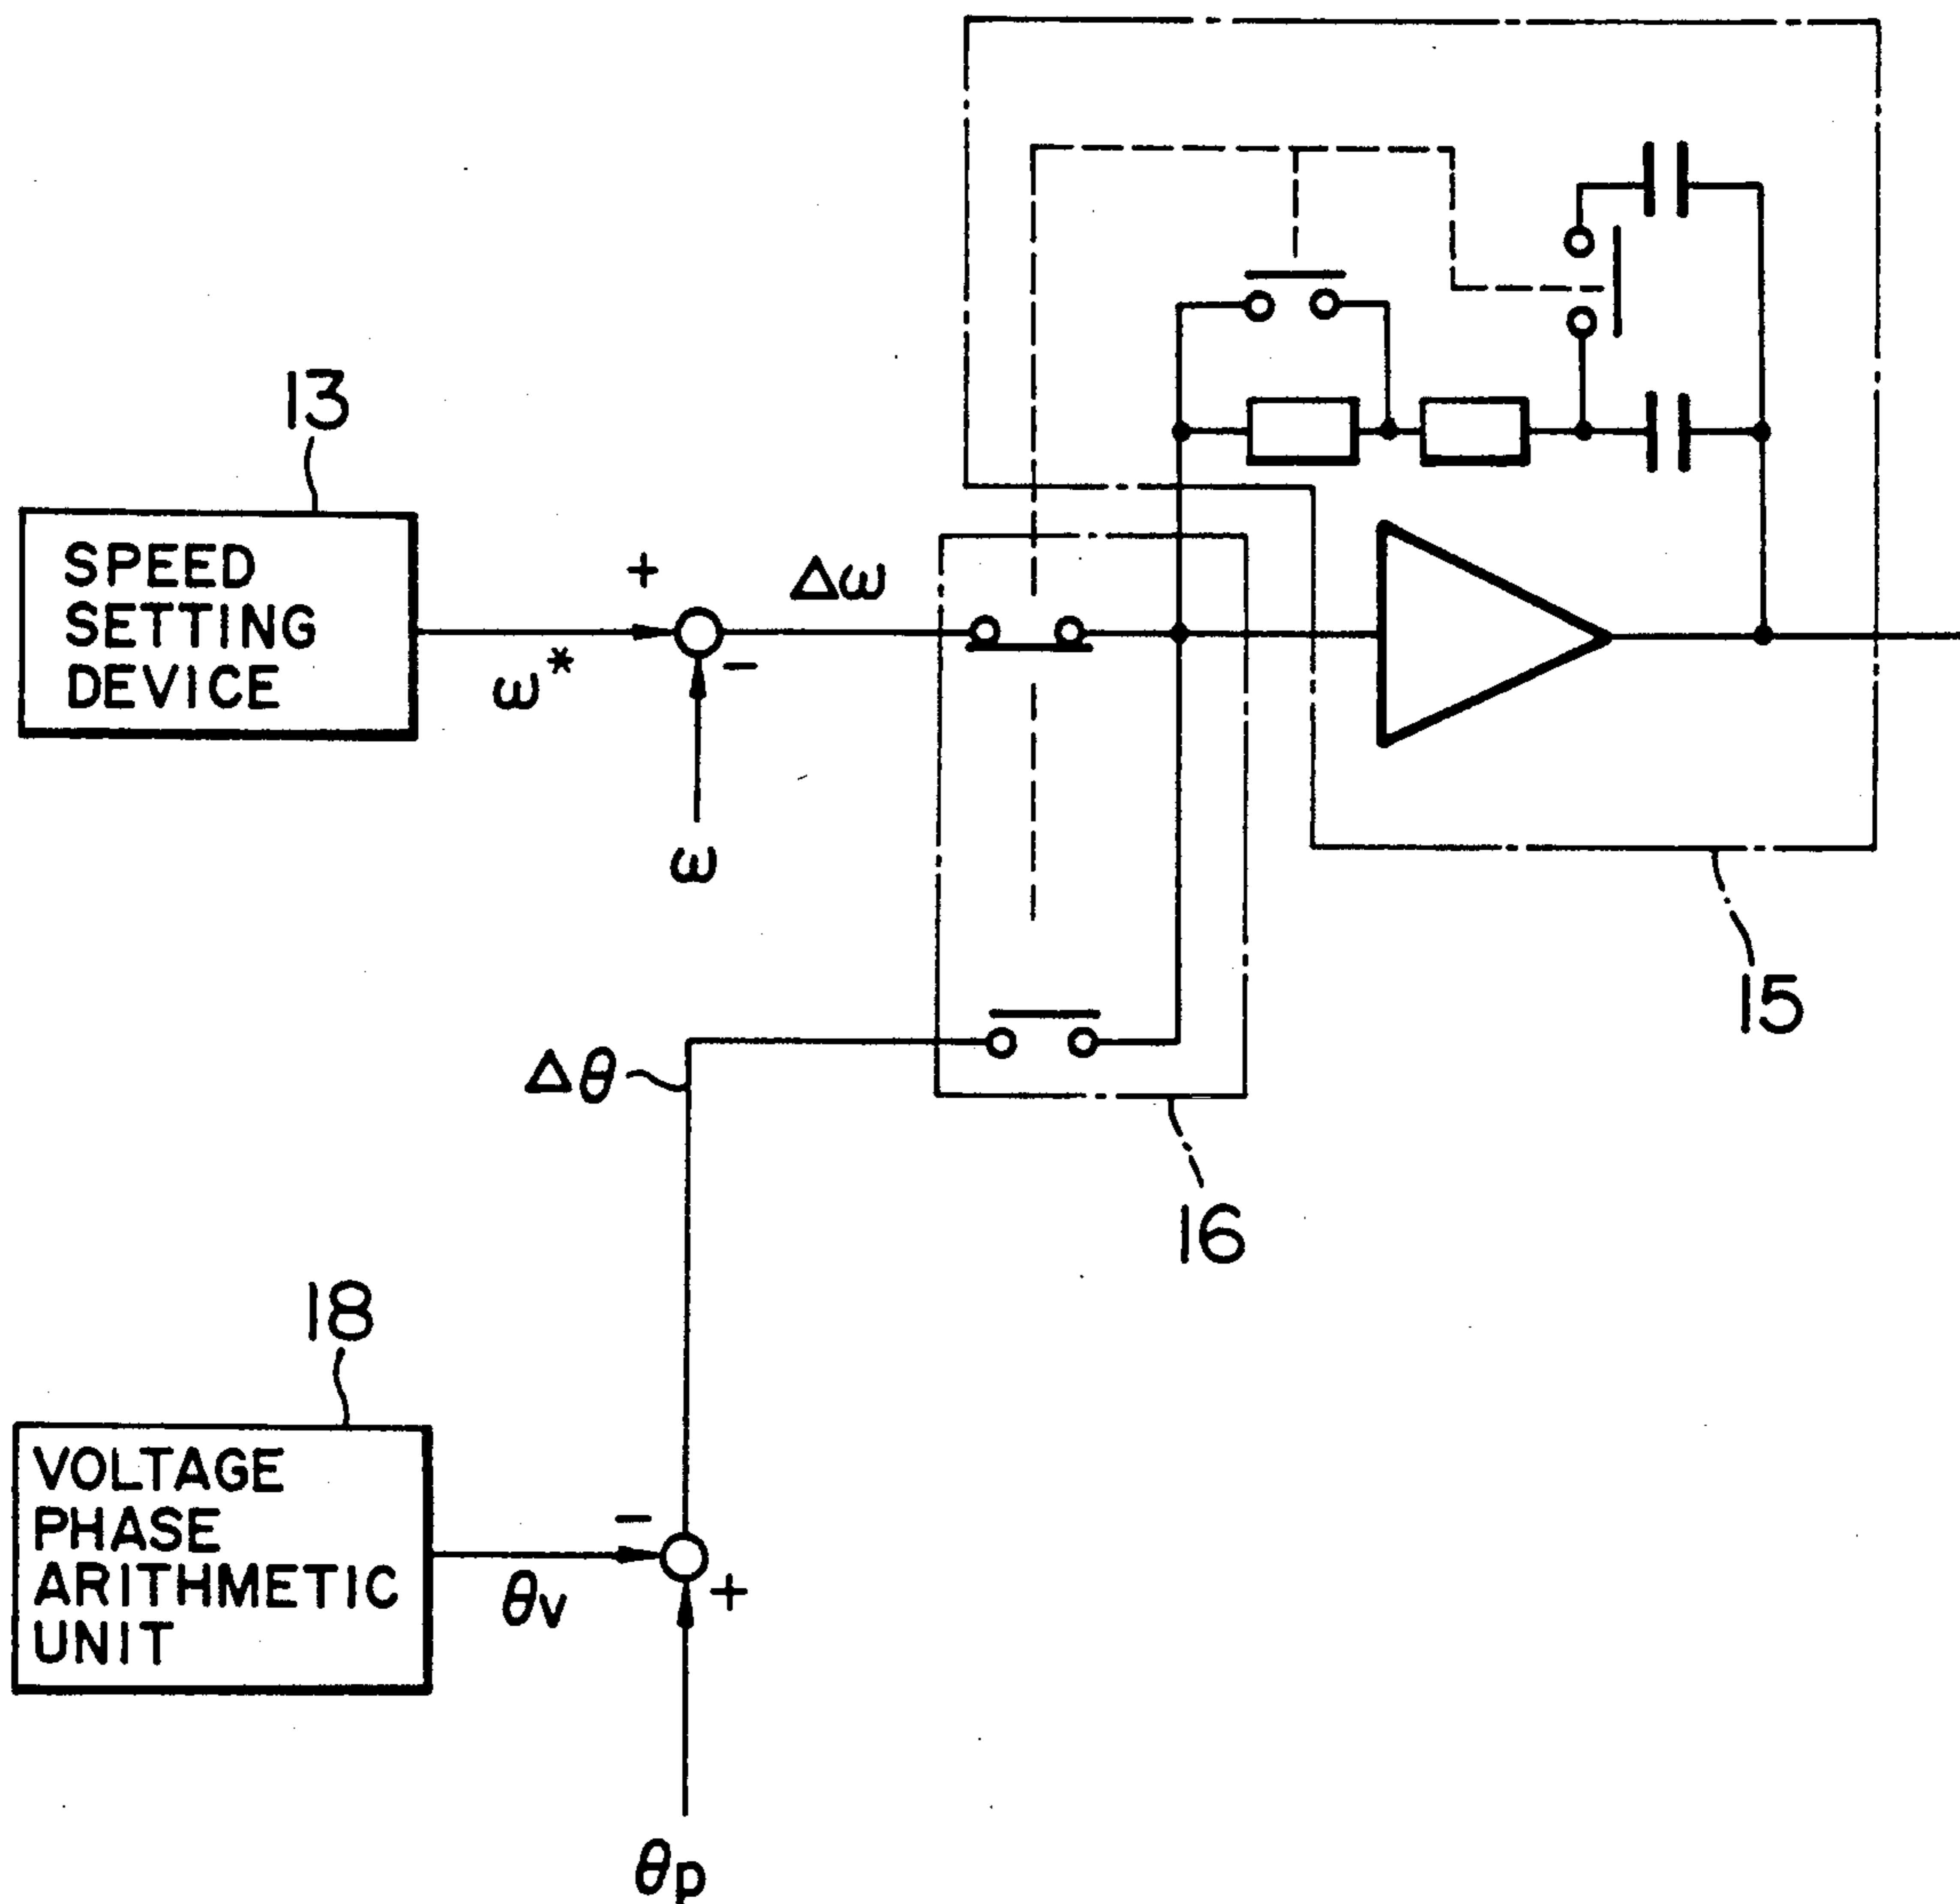 13
SPEED
SETTING
DEVICE
+
Δω
ω*
−
ω
15
Δθ
16
18
VOLTAGE
PHASE
ARITHMETIC
UNIT
−
θv
+
θp